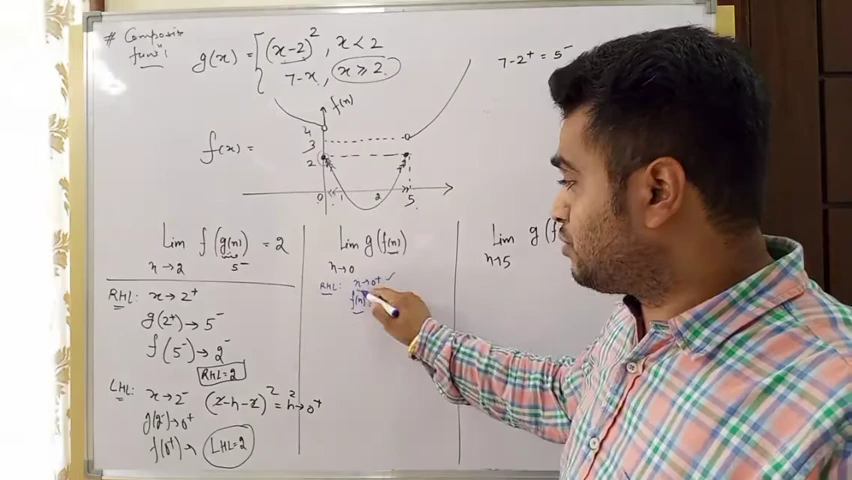 # Composite funⁿ!
g(x) = { (x-2)², x < 2
7-x, x ≥ 2
7-2⁺ = 5⁻
f(x)
4
3
2
f(x) =
0 1 2 5
Lim f(g(x)) = 2
x→2 5⁻
RHL: x→2⁺
g(2⁺) → 5⁻
f(5⁻) → 2⁻
RHL = 2
LHL: x→2⁻ (2-h-2)² = h² → 0⁺
g(2⁻) → 0⁺
f(0⁺) →
LHL = 2
Lim g(f(x))
x→0
RHL: x→0⁺ ✓
f(x)
Lim g(f
x→5